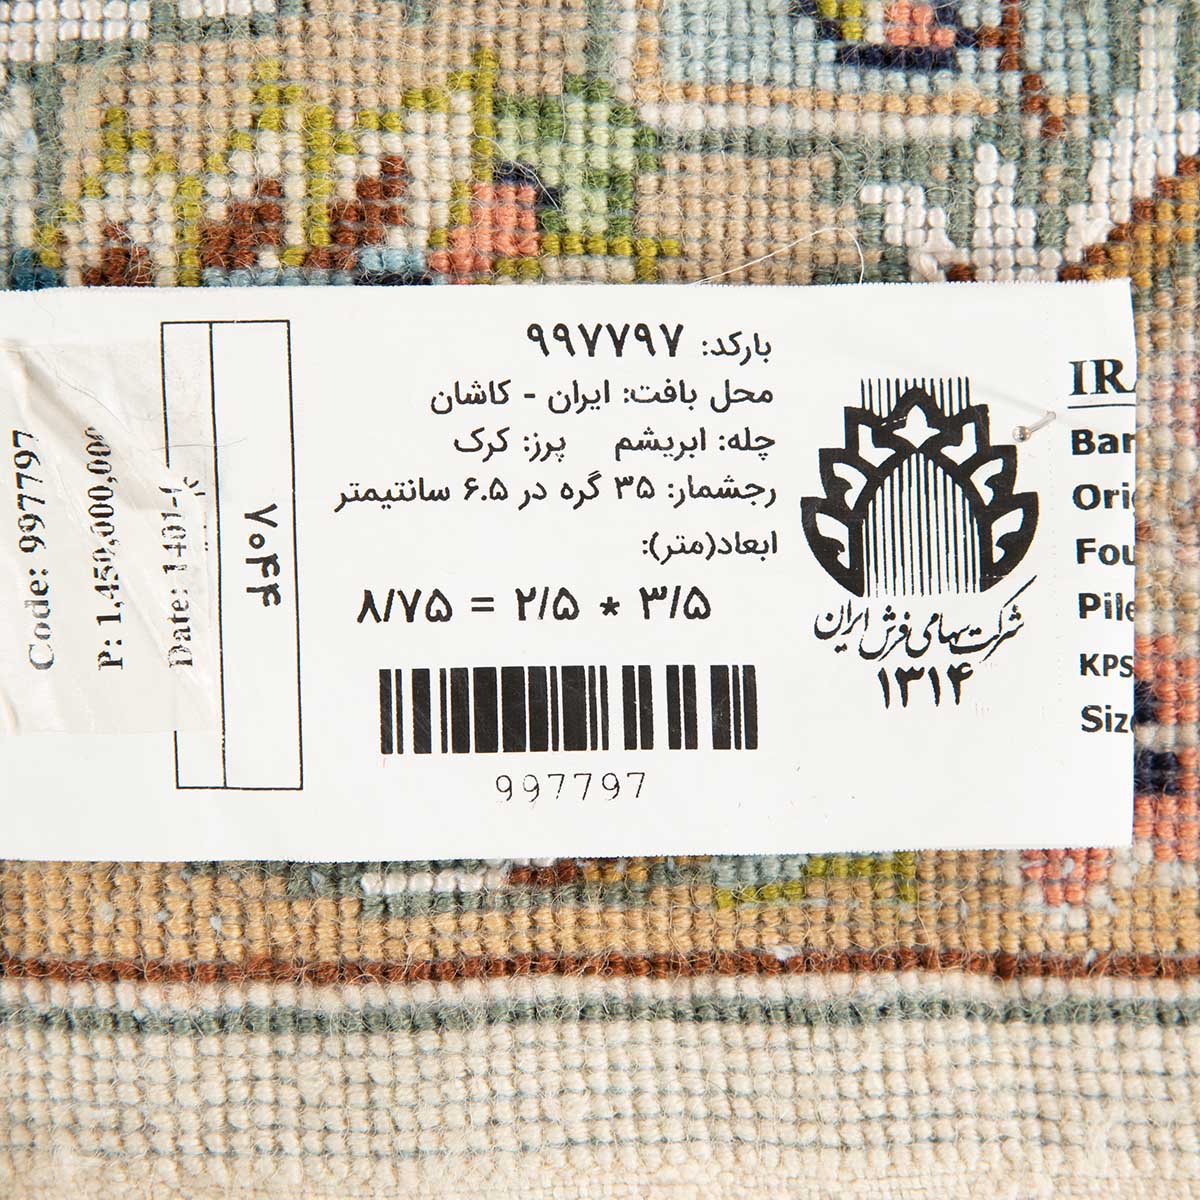 بارکد: ۹۹۷۷۹۷
محل بافت: ایران - کاشان
چله: ابریشم پرز: کرک
رجشمار: ۳۵ گره در ۶.۵ سانتیمتر
ابعاد(متر):
۸/۷۵ = ۲/۵ * ۳/۵
997797
شرکت سهامی فرش ایران
۱۳۱۴
IRA
Bar
Orig
Fou
Pile
KPS
Size
۷۰۴۴
Code: 997797
P: 1,450,000,000
Date: 1401-